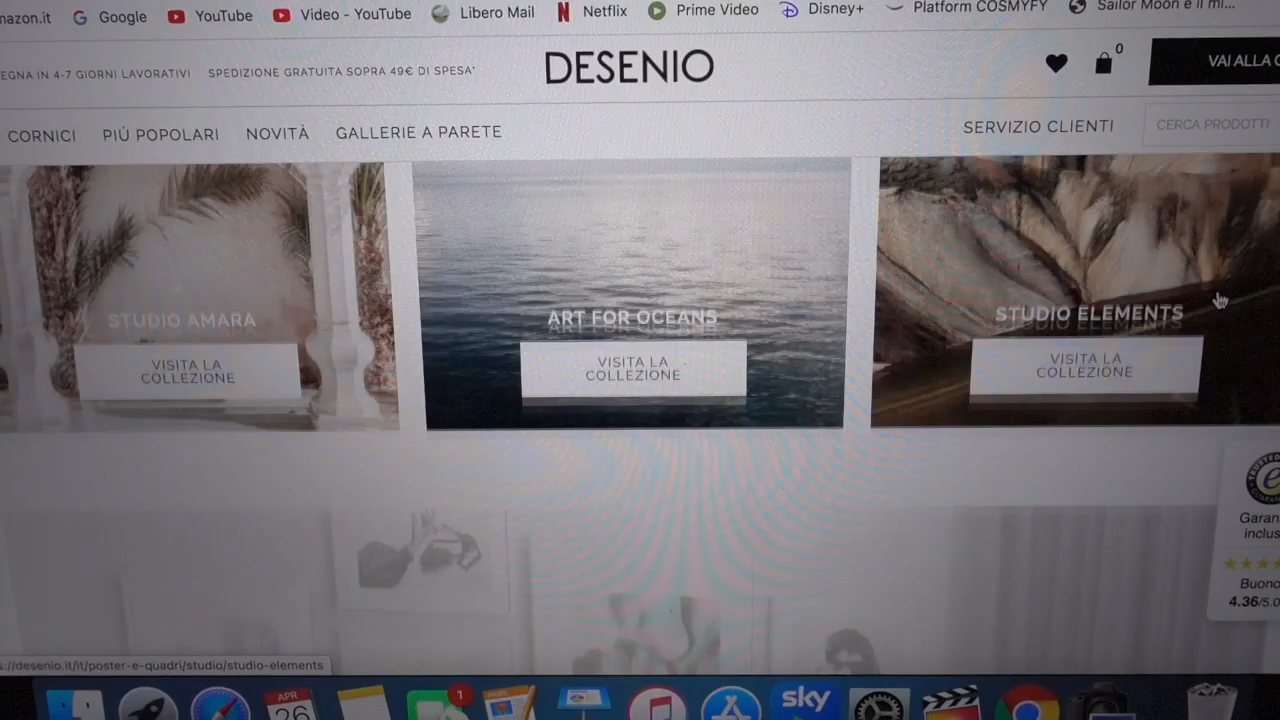 mazon.it Google YouTube Video - YouTube Libero Mail Netflix Prime Video Disney+ Platform COSMYFY Sailor Moon e il mi...
EGNA IN 4-7 GIORNI LAVORATIVI SPEDIZIONE GRATUITA SOPRA 49€ DI SPESA*
DESENIO
0
VAI ALLA C
CORNICI PIÚ POPOLARI NOVITÀ GALLERIE A PARETE SERVIZIO CLIENTI CERCA PRODOTTI
STUDIO AMARA
VISITA LA
COLLEZIONE
ART FOR OCEANS
VISITA LA
COLLEZIONE
STUDIO ELEMENTS
VISITA LA
COLLEZIONE
TRUSTED
e
Garan
inclus
Buono
4.36/5.0
s://desenio.it/it/poster-e-quadri/studio/studio-elements
APR
26
1
sky